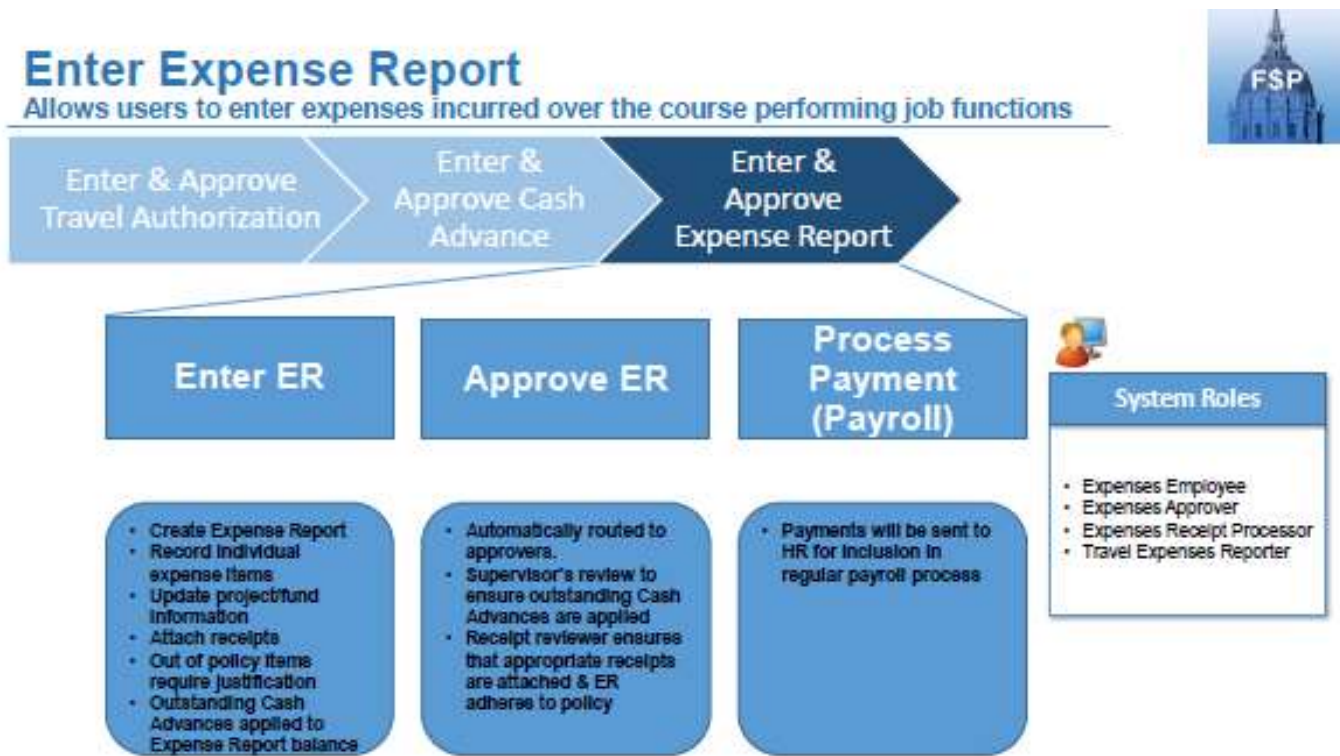 Enter Expense Report
Allows users to enter expenses incurred over the course performing job functions
F$P
Enter & Approve
Travel Authorization
Enter &
Approve Cash
Advance
Enter &
Approve
Expense Report
Enter ER
Approve ER
Process
Payment
(Payroll)
System Roles
• Expenses Employee
• Expenses Approver
• Expenses Receipt Processor
• Travel Expenses Reporter
• Create Expense Report
• Record individual
expense items
• Update project/fund
information
• Attach receipts
• Out of policy items
require justification
• Outstanding Cash
Advances applied to
Expense Report balance
• Automatically routed to
approvers.
• Supervisor's review to
ensure outstanding Cash
Advances are applied
• Receipt reviewer ensures
that appropriate receipts
are attached & ER
adheres to policy
• Payments will be sent to
HR for inclusion in
regular payroll process